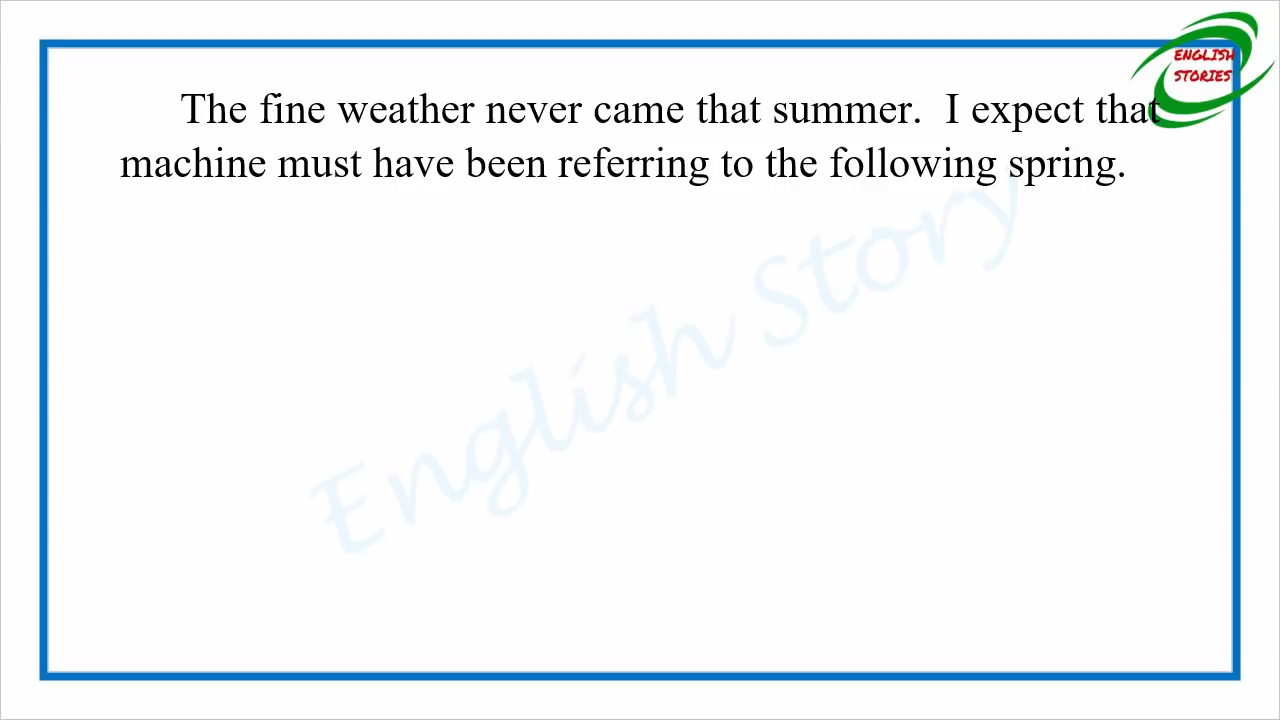 ENGLISH
STORIES
The fine weather never came that summer.  I expect that
machine must have been referring to the following spring.
English Story